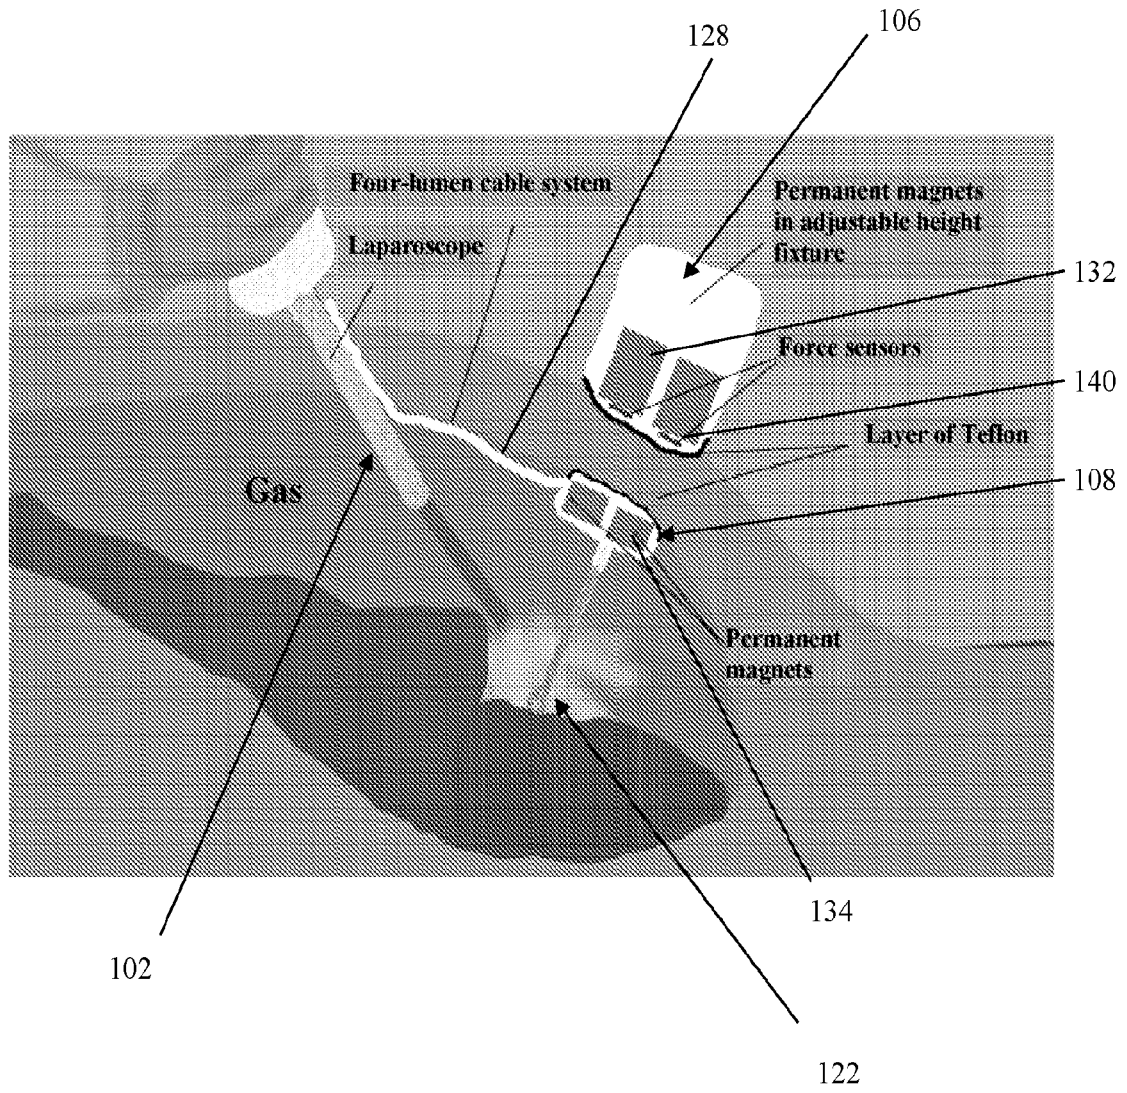 128
106
Four-lumen cable system
Permanent magnets
in adjustable height
fixture
Laparoscope
132
Force sensors
140
Layer of Teflon
108
Gas
Permanent
magnets
134
102
122